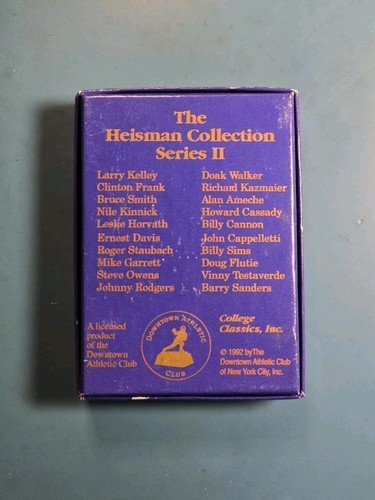 The
Heisman Collection
Series II
Larry Kelley
Clinton Frank
Bruce Smith
Nile Kinnick
Leslie Horvath
Ernest Davis
Roger Staubach
Mike Garrett
Steve Owens
Johnny Rodgers
Doak Walker
Richard Kazmaier
Alan Ameche
Howard Cassady
Billy Cannon
John Cappelletti
Billy Sims
Doug Flutie
Vinny Testaverde
Barry Sanders
A licensed
product
of the
Downtown
Athletic Club
DOWNTOWN ATHLETIC
CLUB
College
Classics, Inc.
© 1992 byThe
Downtown Athletic Club
of New York City, Inc.